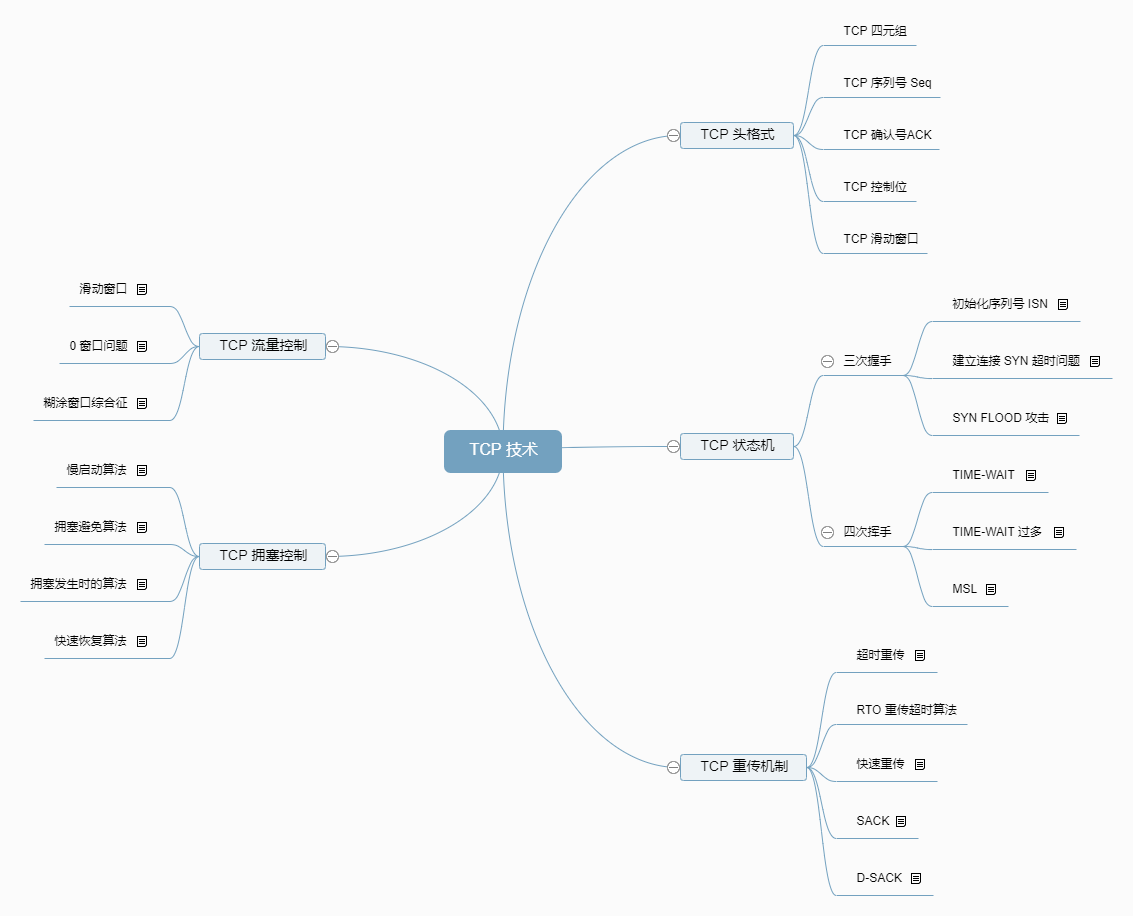 TCP 技术
TCP 头格式
TCP 四元组
TCP 序列号 Seq
TCP 确认号ACK
TCP 控制位
TCP 滑动窗口
TCP 状态机
三次握手
初始化序列号 ISN
建立连接 SYN 超时问题
SYN FLOOD 攻击
四次挥手
TIME-WAIT
TIME-WAIT 过多
MSL
TCP 重传机制
超时重传
RTO 重传超时算法
快速重传
SACK
D-SACK
TCP 流量控制
滑动窗口
0 窗口问题
糊涂窗口综合征
TCP 拥塞控制
慢启动算法
拥塞避免算法
拥塞发生时的算法
快速恢复算法